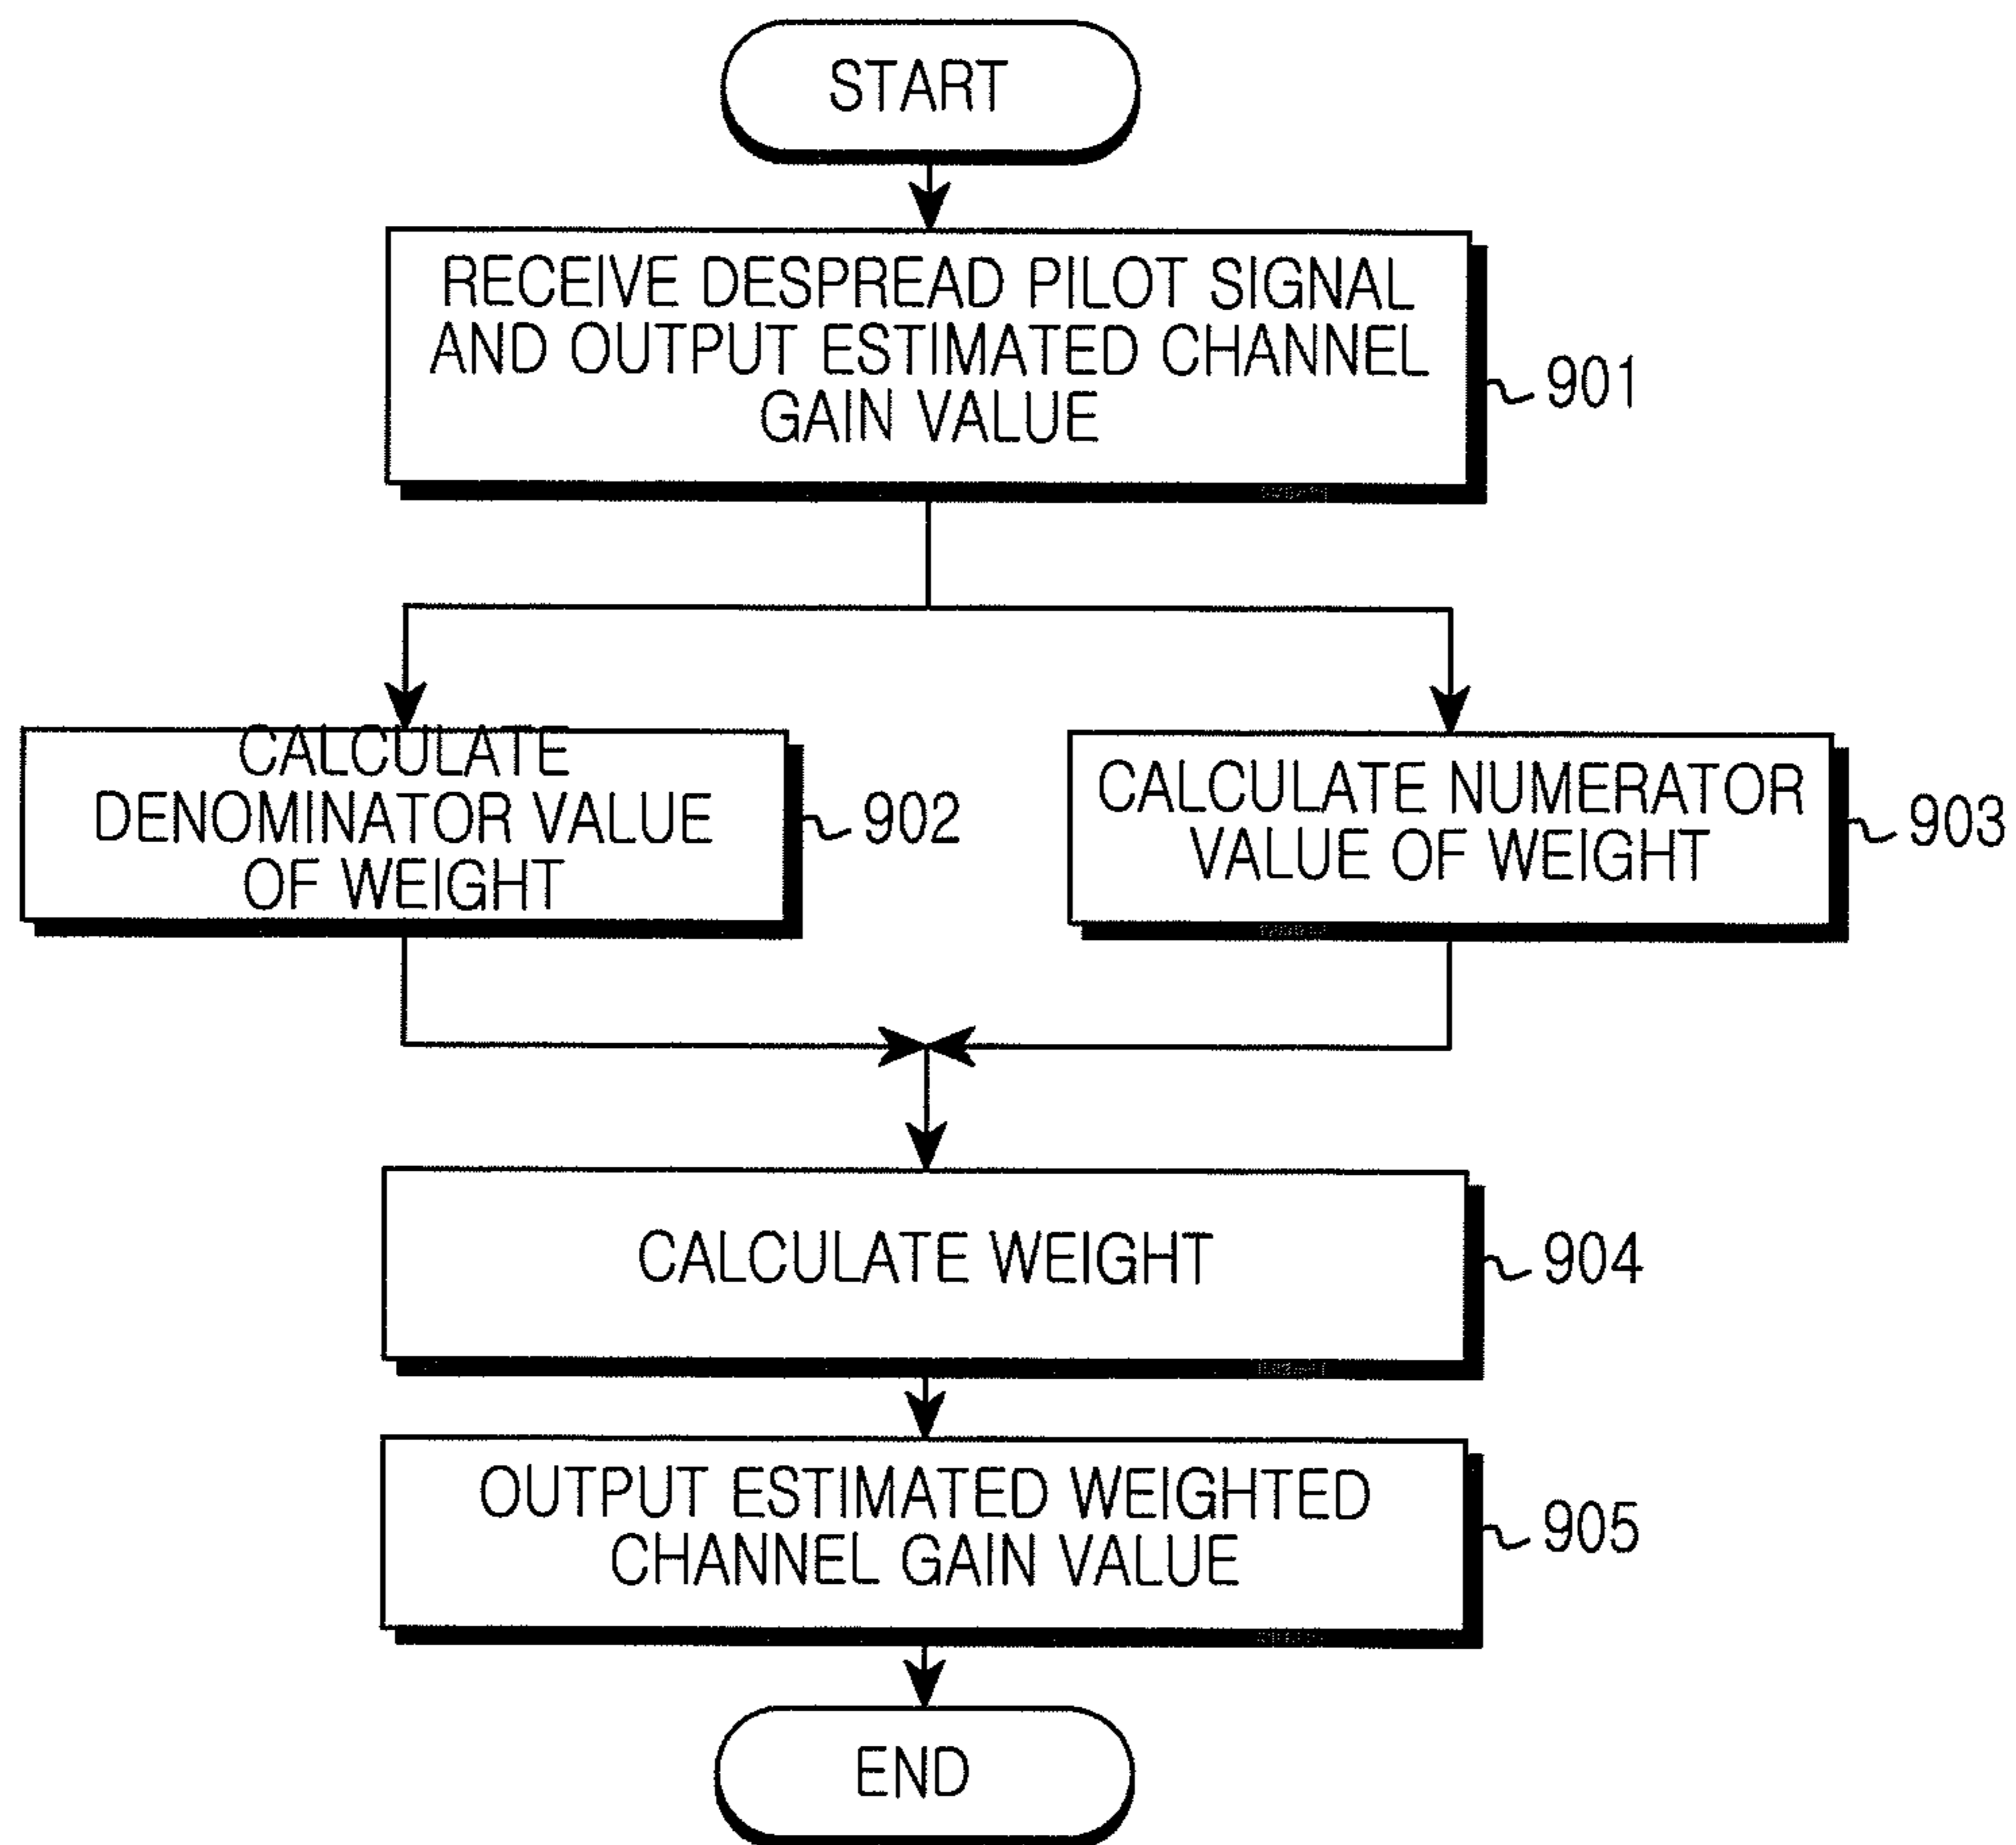 START
RECEIVE DESPREAD PILOT SIGNAL
AND OUTPUT ESTIMATED CHANNEL
GAIN VALUE
901
CALCULATE
DENOMINATOR VALUE
OF WEIGHT
902
CALCULATE NUMERATOR
VALUE OF WEIGHT
903
CALCULATE WEIGHT
904
OUTPUT ESTIMATED WEIGHTED
CHANNEL GAIN VALUE
905
END